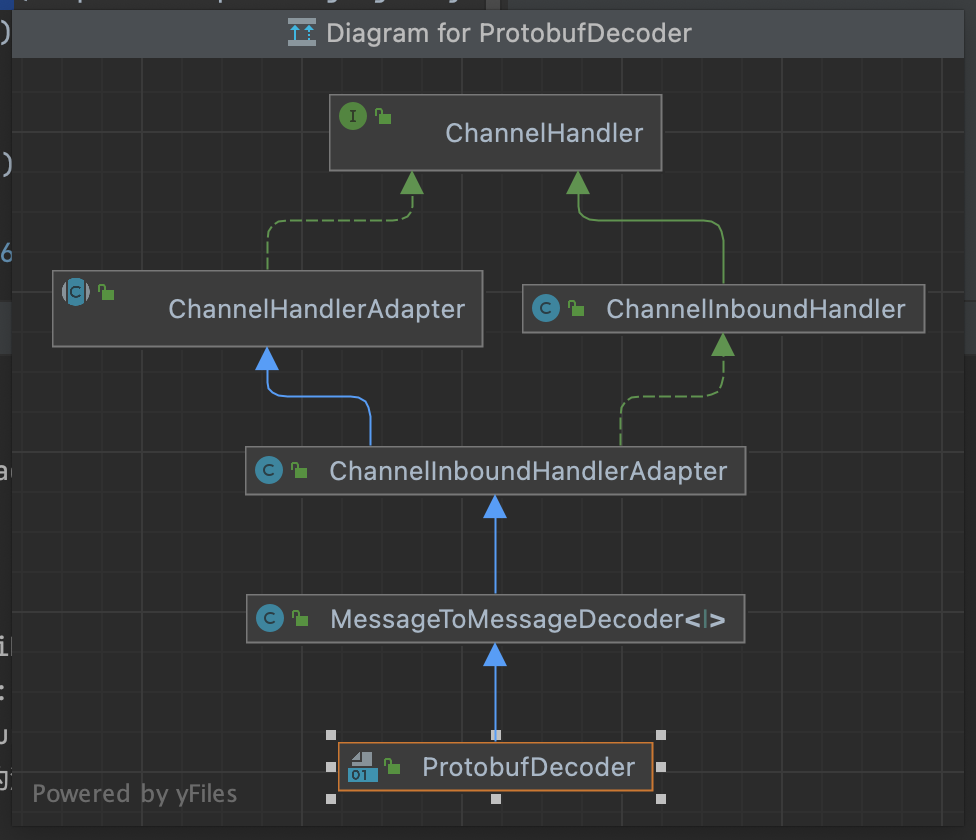 Diagram for ProtobufDecoder
I
ChannelHandler
C
ChannelHandlerAdapter
C
ChannelInboundHandler
C
ChannelInboundHandlerAdapter
C
MessageToMessageDecoder<I>
01
ProtobufDecoder
Powered by yFiles